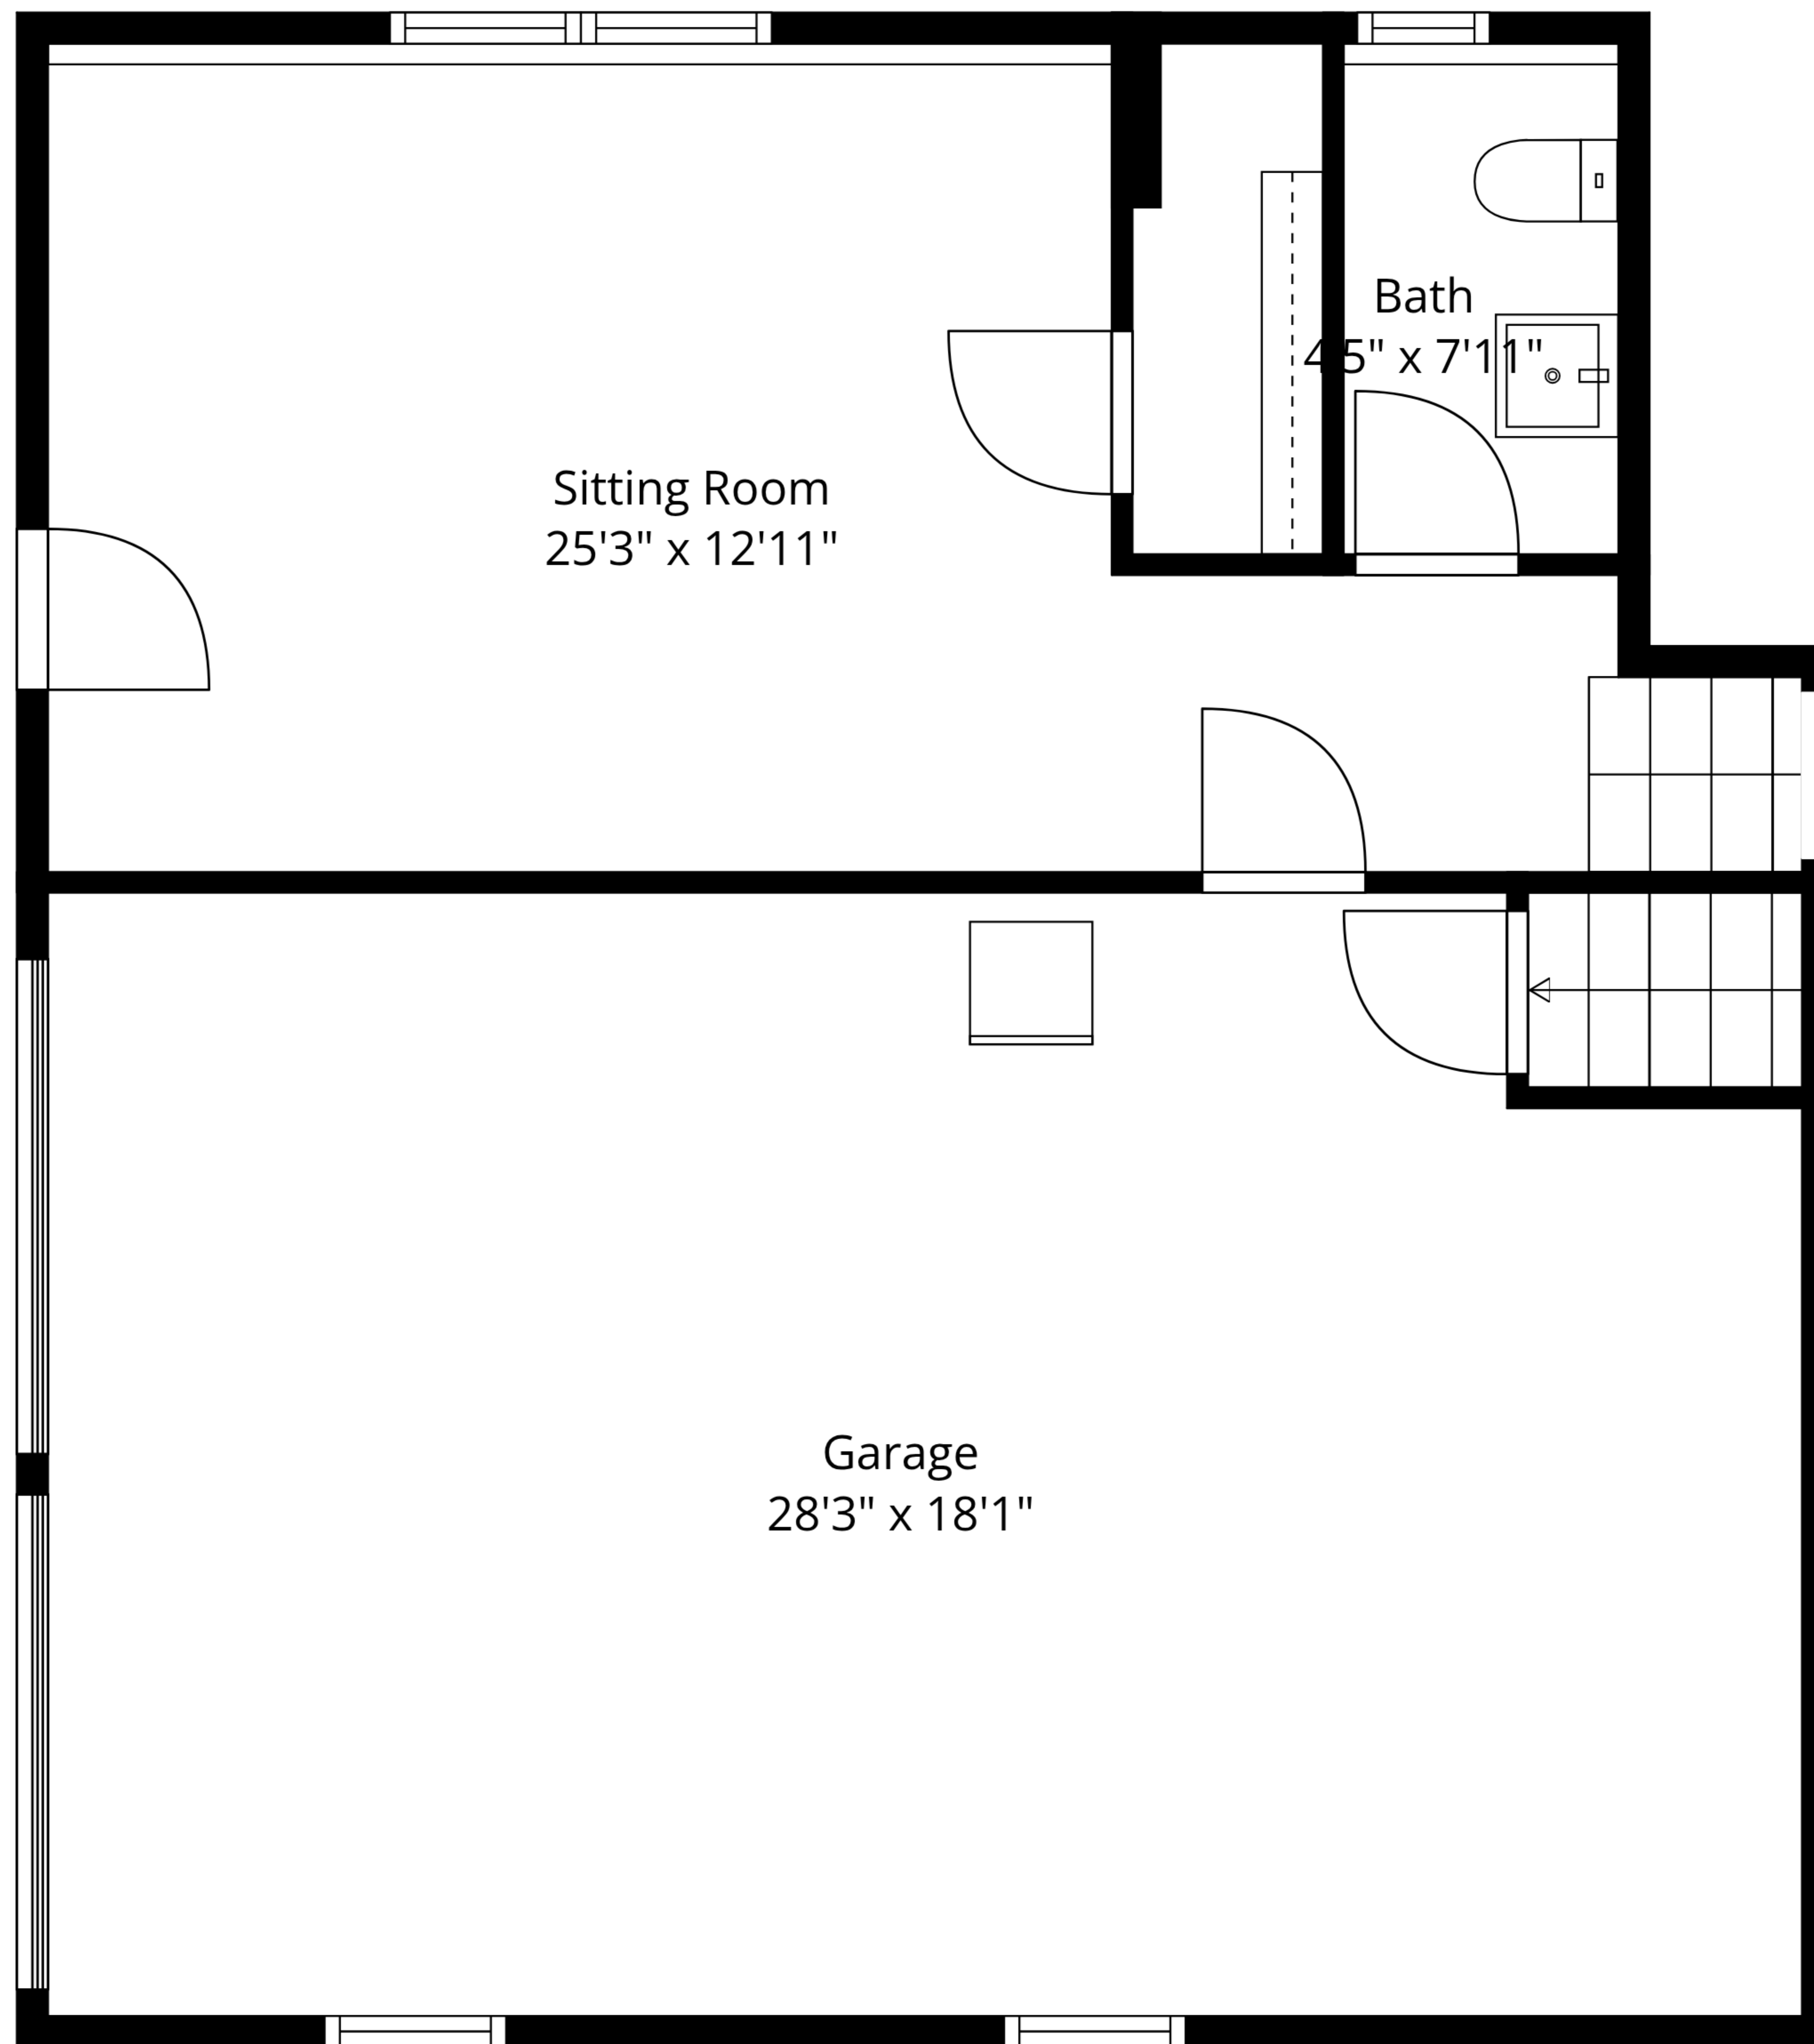 Bath
4'5" x 7'11"
Sitting Room
25'3" x 12'11"
Garage
28'3" x 18'1"